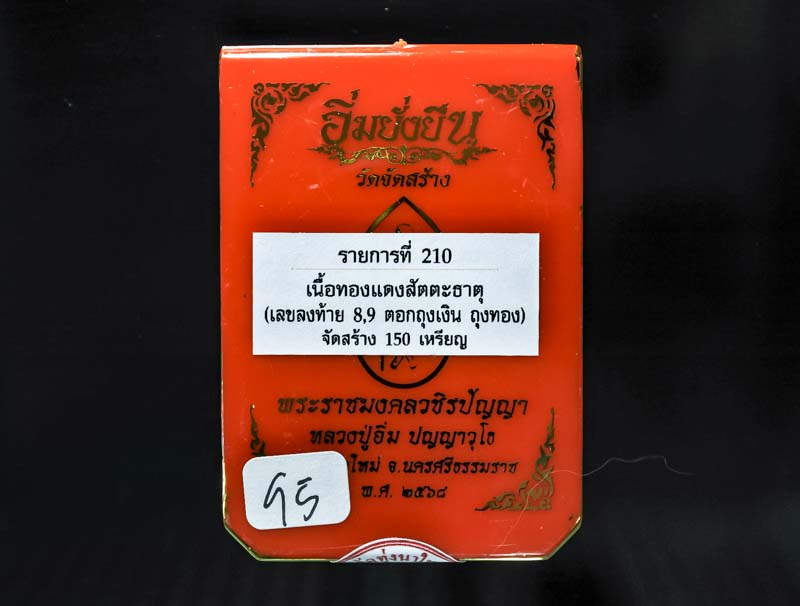 อิ่มยั่งยืน
วัดจัดสร้าง
รายการที่ 210
เนื้อทองแดงสัตตะธาตุ
(เลขลงท้าย 8,9 ตอกถุงเงิน ถุงทอง)
จัดสร้าง 150 เหรียญ
พระราชมงคลวชิรปัญญา
หลวงปู่อิ่ม ปญฺญาวุโธ
ใหม่ จ.นครศรีธรรมราช
95
พ.ศ. ๒๕๖๘